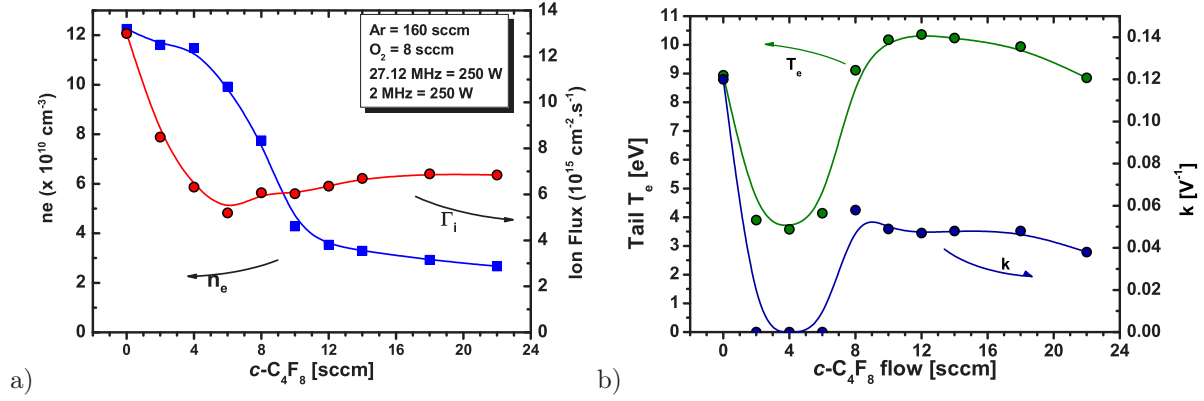 14
12
10
8
6
4
2
0
12
10
8
6
4
2
0
ne (x 10¹⁰ cm⁻³)
Ion Flux (10¹⁵ cm⁻².s⁻¹)
Ar = 160 sccm
O₂ = 8 sccm
27.12 MHz = 250 W
2 MHz = 250 W
Γᵢ
nₑ
0 4 8 12 16 20 24
c-C₄F₈ [sccm]
a)
11
10
9
8
7
6
5
4
3
2
1
0
Tail Tₑ [eV]
0.14
0.12
0.10
0.08
0.06
0.04
0.02
0.00
k [V⁻¹]
Tₑ
k
0 4 8 12 16 20 24
c-C₄F₈ flow [sccm]
b)